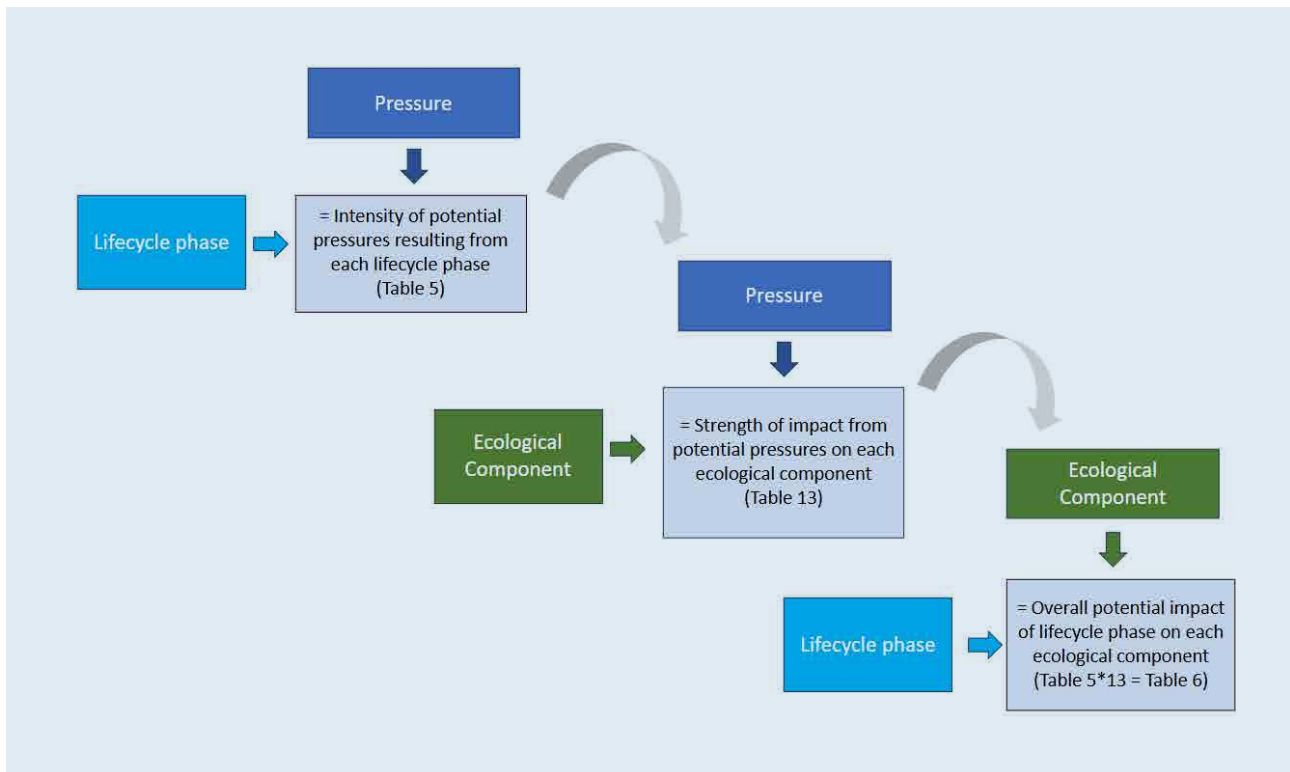 Pressure
Lifecycle phase
= Intensity of potential
pressures resulting from
each lifecycle phase
(Table 5)
Pressure
Ecological
Component
= Strength of impact from
potential pressures on each
ecological component
(Table 13)
Ecological
Component
Lifecycle phase
= Overall potential impact
of lifecycle phase on each
ecological component
(Table 5*13 = Table 6)